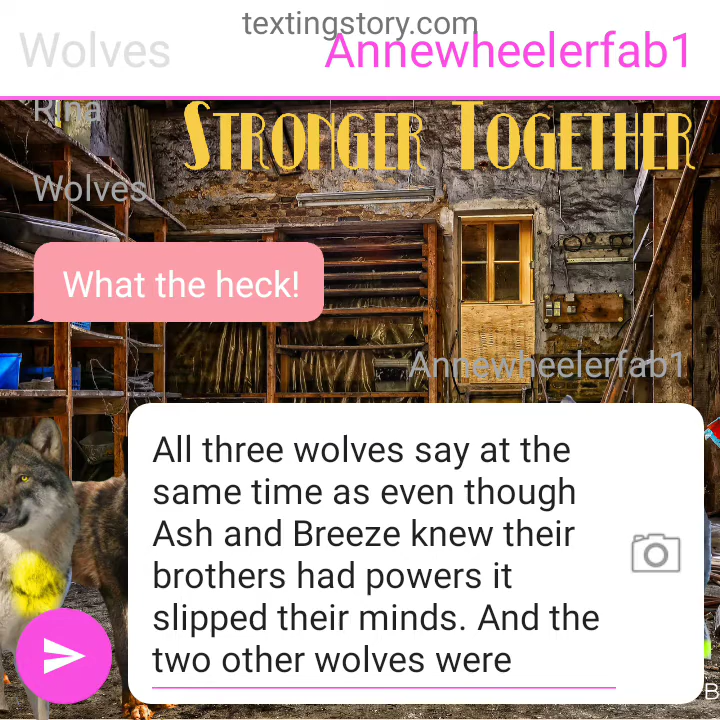 textingstory.com
Wolves
Annewheelerfab1
Rina
STRONGER TOGETHER
Wolves
What the heck!
Annewheelerfab1
All three wolves say at the
same time as even though
Ash and Breeze knew their
brothers had powers it
slipped their minds. And the
two other wolves were
B